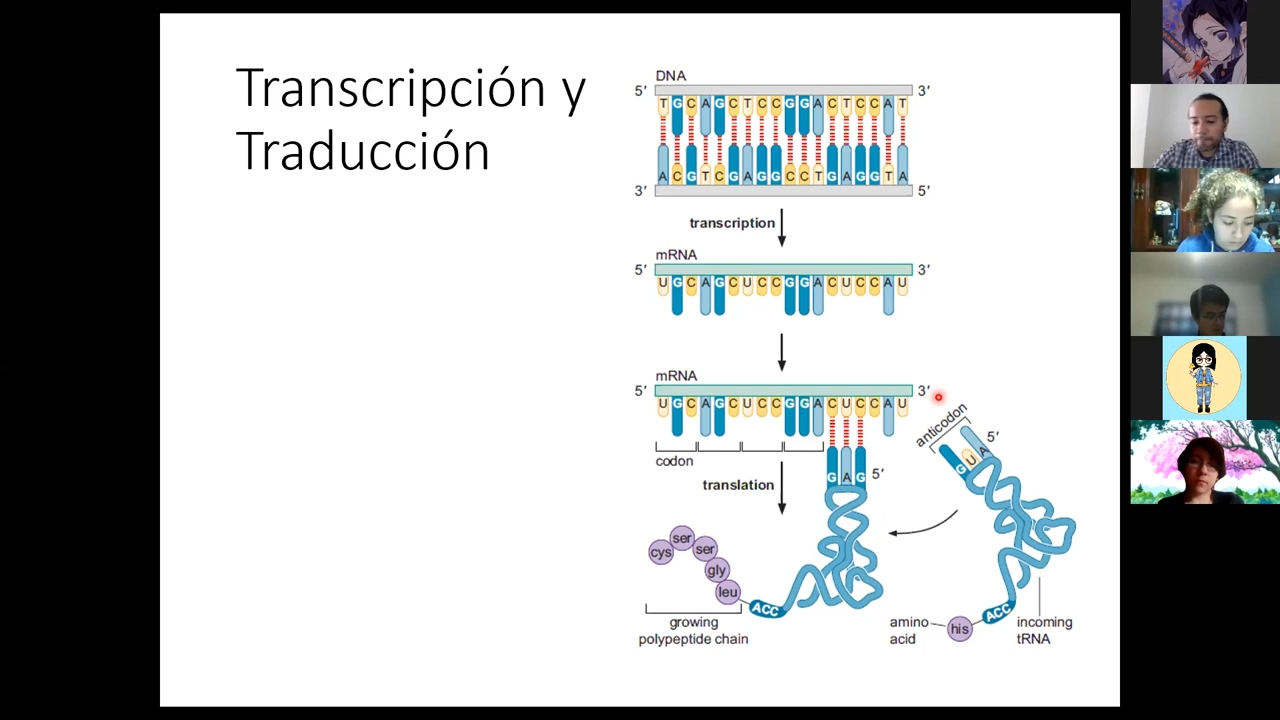 Transcripción y
Traducción
DNA
5′ 3′
T G C A G C T C C G G A C T C C A T
A C G T C G A G G C C T G A G G T A
3′ 5′
transcription
mRNA
5′ 3′
U G C A G C U C C G G A C U C C A U
mRNA
5′ 3′
U G C A G C U C C G G A C U C C A U
codon
anticodon
5′
G U A
G A G 5′
translation
cys
ser
ser
gly
leu
ACC
growing
polypeptide chain
ACC
his
amino
acid
incoming
tRNA